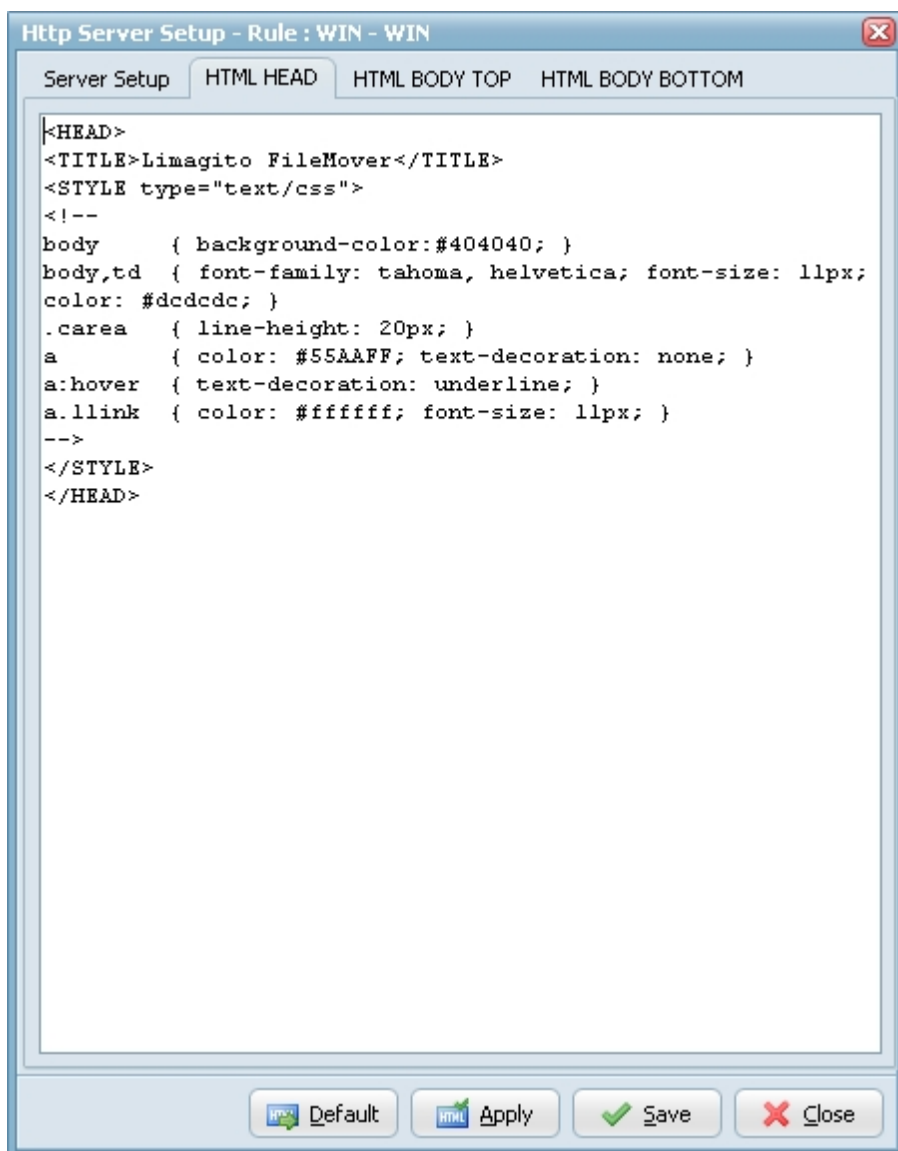 Http Server Setup - Rule : WIN - WIN
Server Setup HTML HEAD HTML BODY TOP HTML BODY BOTTOM
<HEAD>
<TITLE>Limagito FileMover</TITLE>
<STYLE type="text/css">
<!--
body { background-color:#404040; }
body,td { font-family: tahoma, helvetica; font-size: 11px;
color: #dcdcdc; }
.carea { line-height: 20px; }
a { color: #55AAFF; text-decoration: none; }
a:hover { text-decoration: underline; }
a.llink { color: #ffffff; font-size: 11px; }
-->
</STYLE>
</HEAD>
Default Apply Save Close